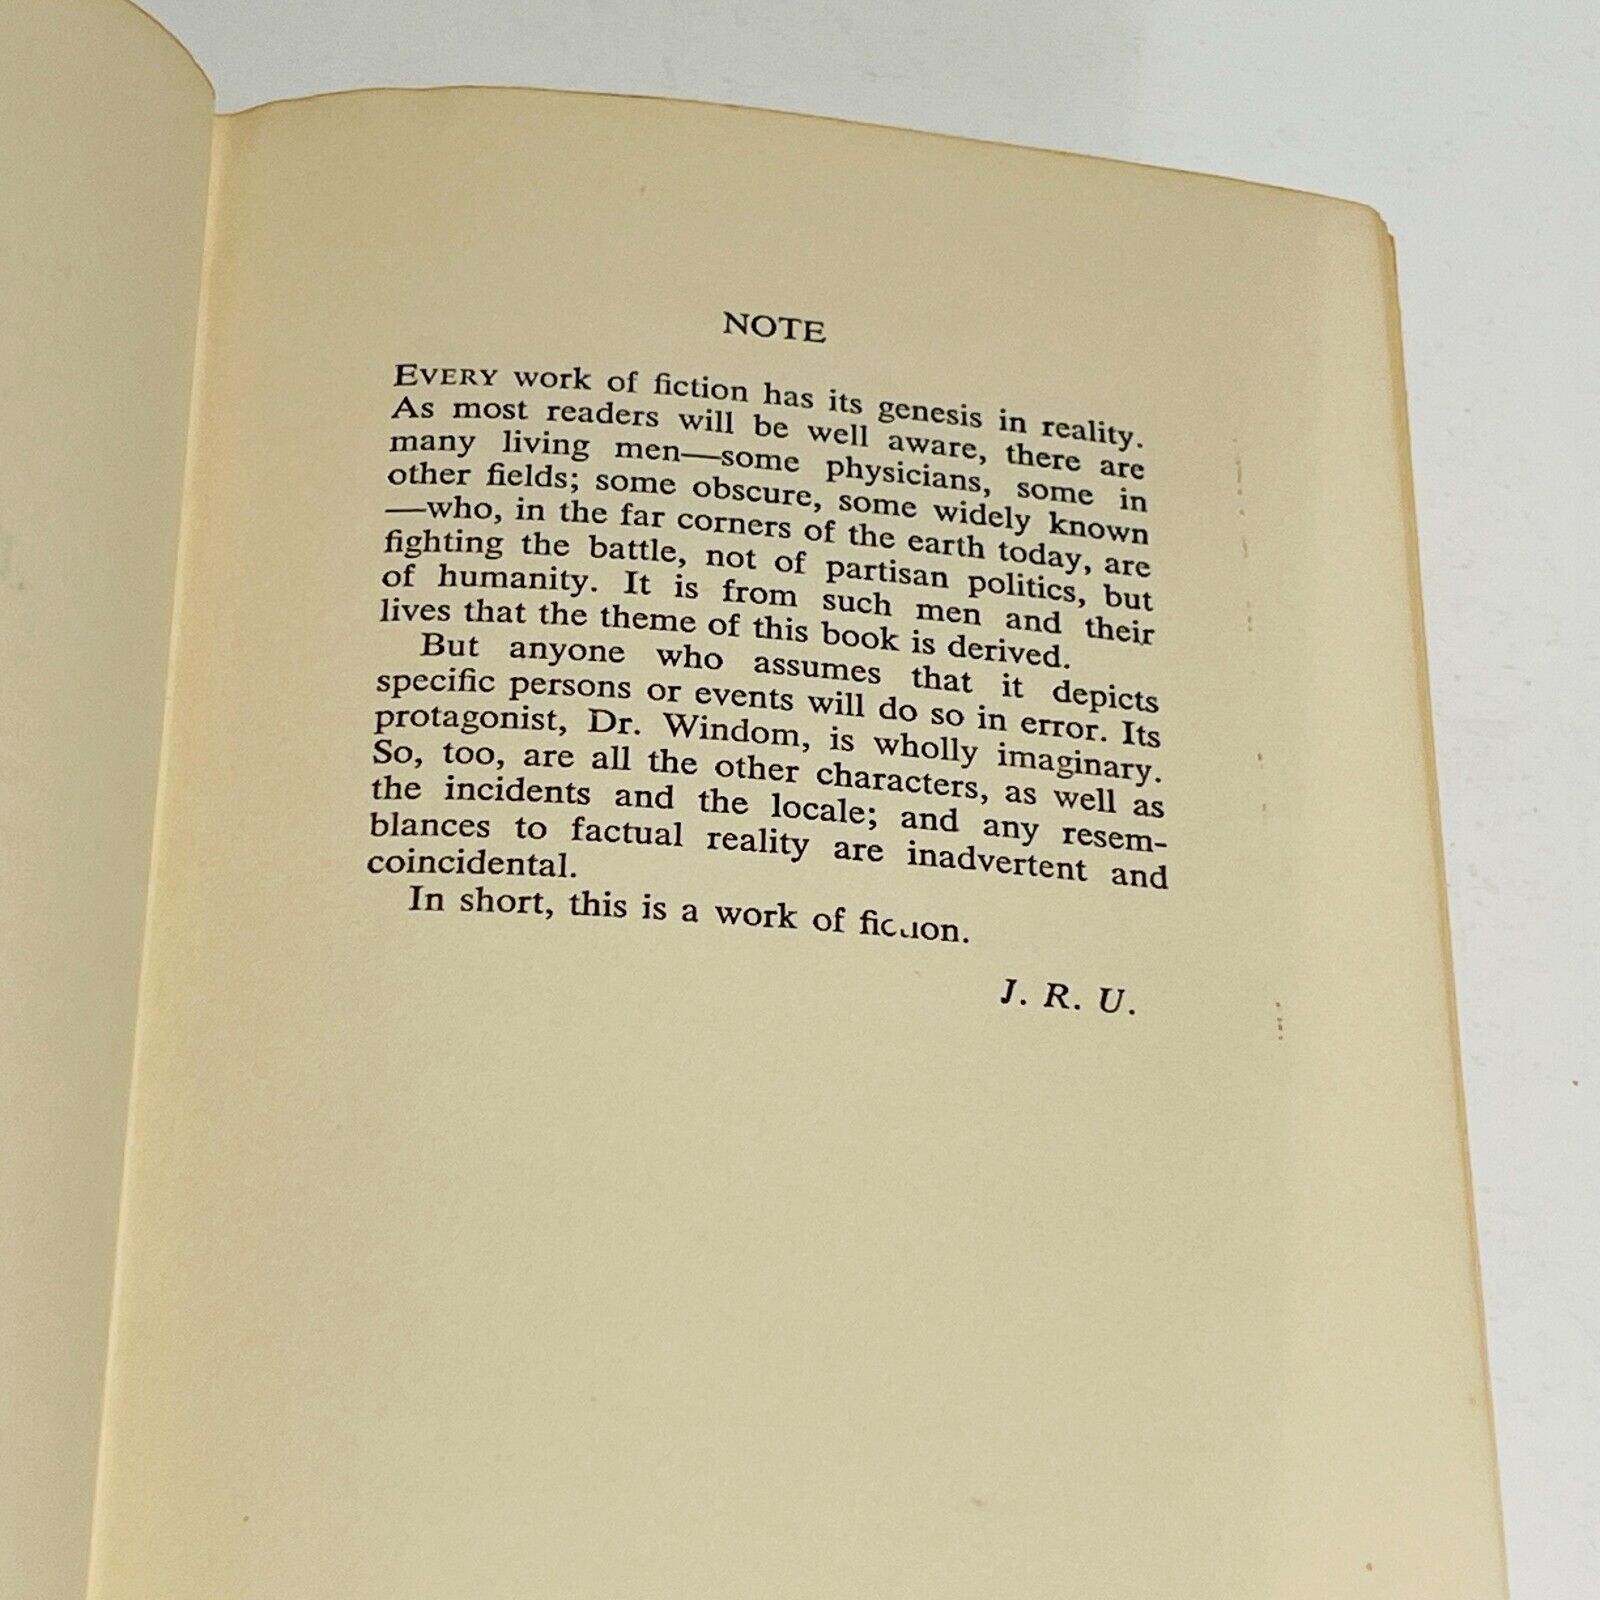 NOTE
EVERY work of fiction has its genesis in reality.
As most readers will be well aware, there are
many living men—some physicians, some in
other fields; some obscure, some widely known
—who, in the far corners of the earth today, are
fighting the battle, not of partisan politics, but
of humanity. It is from such men and their
lives that the theme of this book is derived.
But anyone who assumes that it depicts
specific persons or events will do so in error. Its
protagonist, Dr. Windom, is wholly imaginary.
So, too, are all the other characters, as well as
the incidents and the locale; and any resem-
blances to factual reality are inadvertent and
coincidental.
In short, this is a work of fiction.
J. R. U.